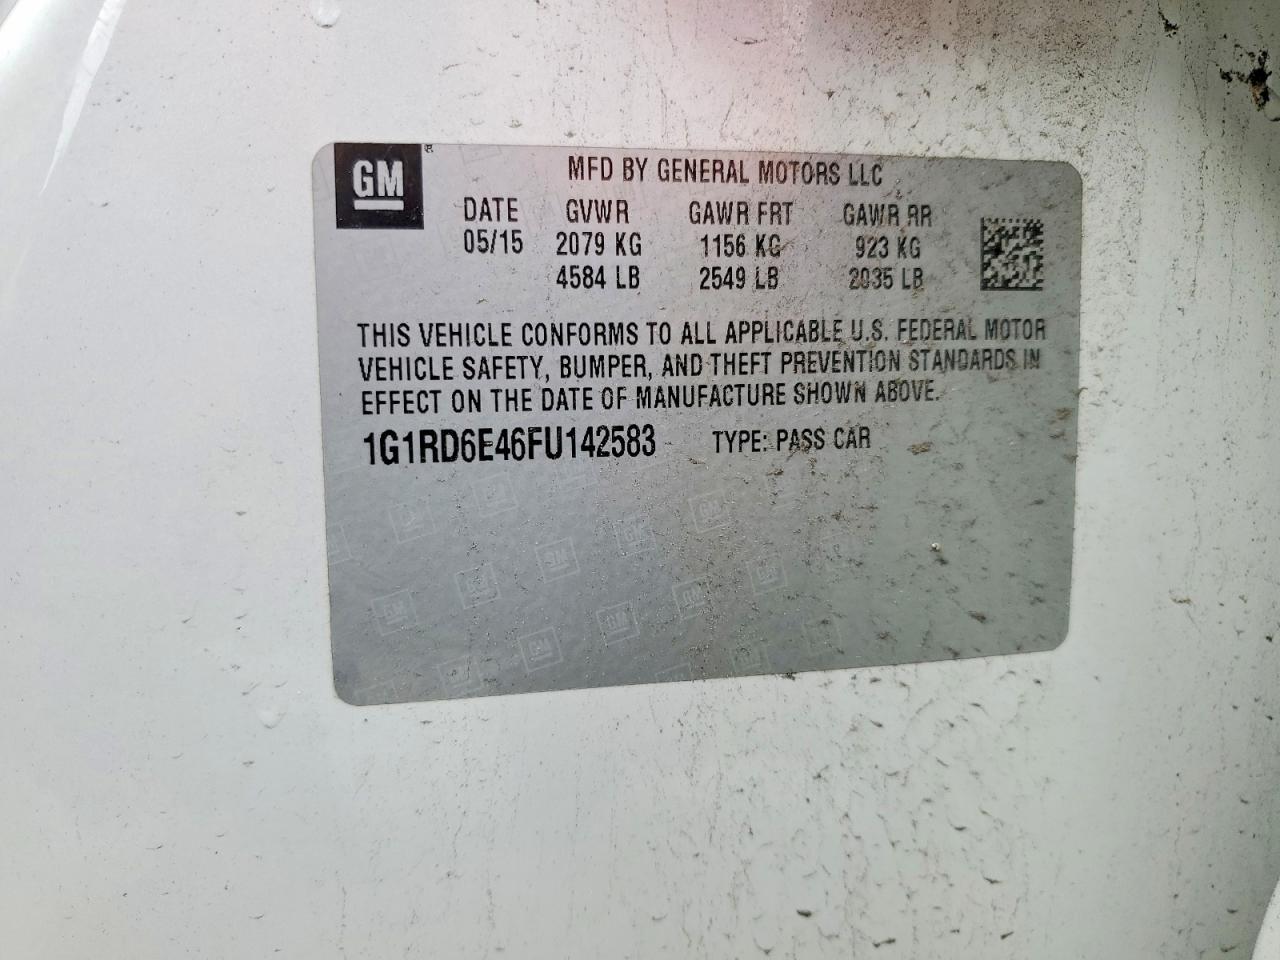 GM
MFD BY GENERAL MOTORS LLC
DATE GVWR GAWR FRT GAWR RR
05/15 2079 KG 1156 KG 923 KG
4584 LB 2549 LB 2035 LB
THIS VEHICLE CONFORMS TO ALL APPLICABLE U.S. FEDERAL MOTOR
VEHICLE SAFETY, BUMPER, AND THEFT PREVENTION STANDARDS IN
EFFECT ON THE DATE OF MANUFACTURE SHOWN ABOVE.
1G1RD6E46FU142583 TYPE: PASS CAR